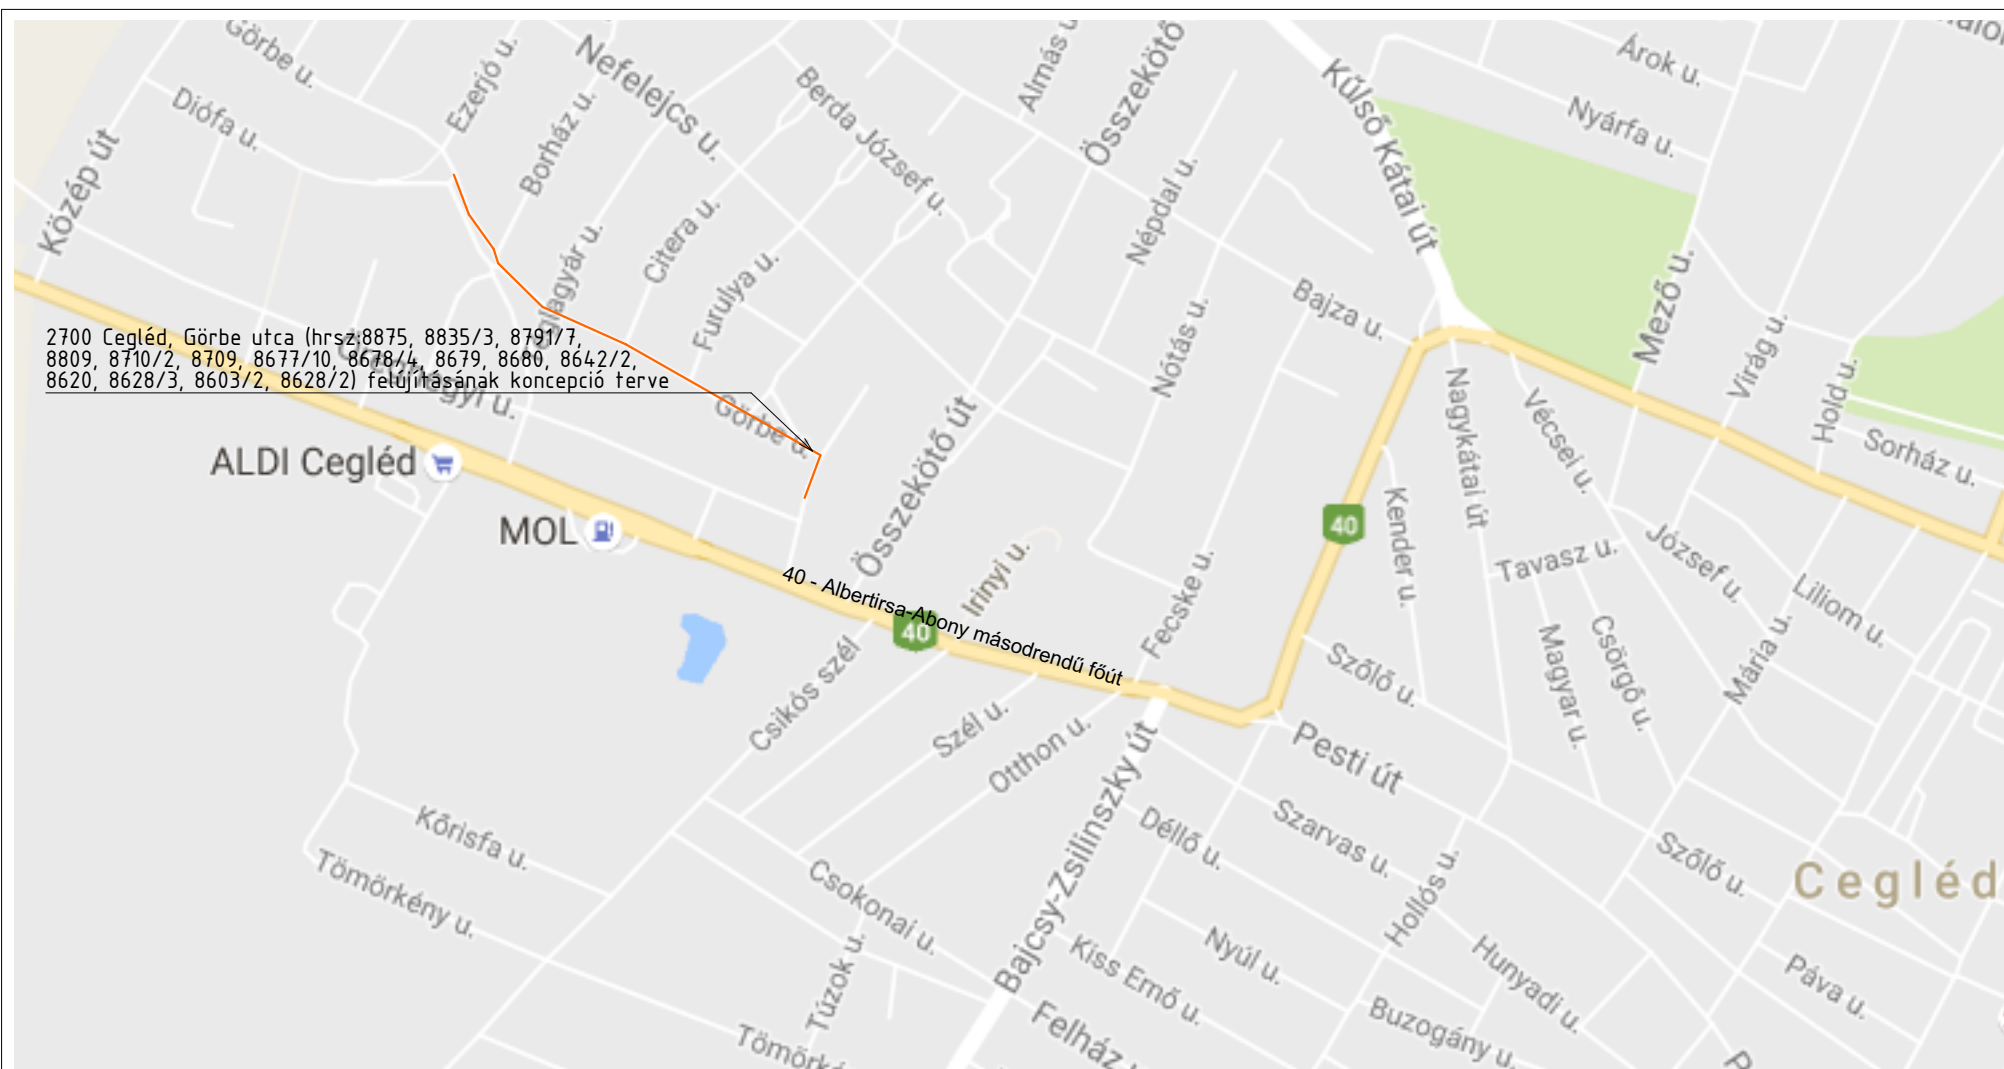 Görbe u.
Ezerjó u.
Nefelejcs u.
Berda József u.
Almás u
Összekötő
Külső Kátai út
Árok u.
Nyárfa u.
Diófa u.
Borház u.
Közép út
Citera u.
Népdal u.
Furulya u.
Bajza u.
Mező u.
Virág u.
Hold u.
Nótás u.
2700 Cegléd, Görbe utca (hrsz:8875, 8835/3, 8791/7,
8809, 8710/2, 8709, 8677/10, 8678/4, 8679, 8680, 8642/2,
8620, 8628/3, 8603/2, 8628/2) felújításának koncepció terve
Öreghegyi u.
Görbe u.
Összekötő út
Nagykátai út
Vécsei u.
Sorház u.
ALDI Cegléd
MOL
40
Kender u.
Tavasz u.
József u.
Liliom u.
Irinyi u.
Fecske u.
40 - Albertirsa-Abony másodrendű főút
40
Csikós szél
Szél u.
Otthon u.
Szőlő u.
Magyar u.
Csörgő u.
Mária u.
Pesti út
Bajcsy-Zsilinszky út
Kőrisfa u.
Tömörkény u.
Csokonai u.
Déllő u.
Szarvas u.
Hollós u.
Szőlő u.
Cegléd
Túzok u.
Kiss Ernő u.
Nyúl u.
Hunyadi u.
Páva u.
Buzogány u.
Felház
Tömörké